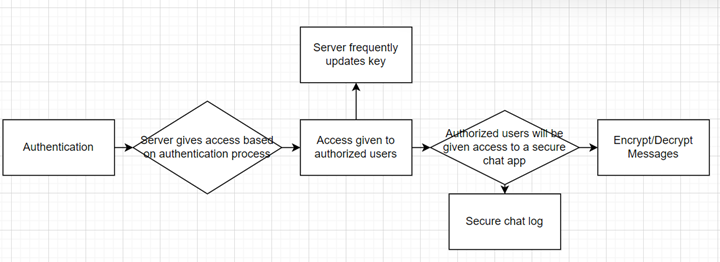 Server frequently
updates key
Authentication
Server gives access based
on authentication process
Access given to
authorized users
Authorized users will be
given access to a secure
chat app
Encrypt/Decrypt
Messages
Secure chat log